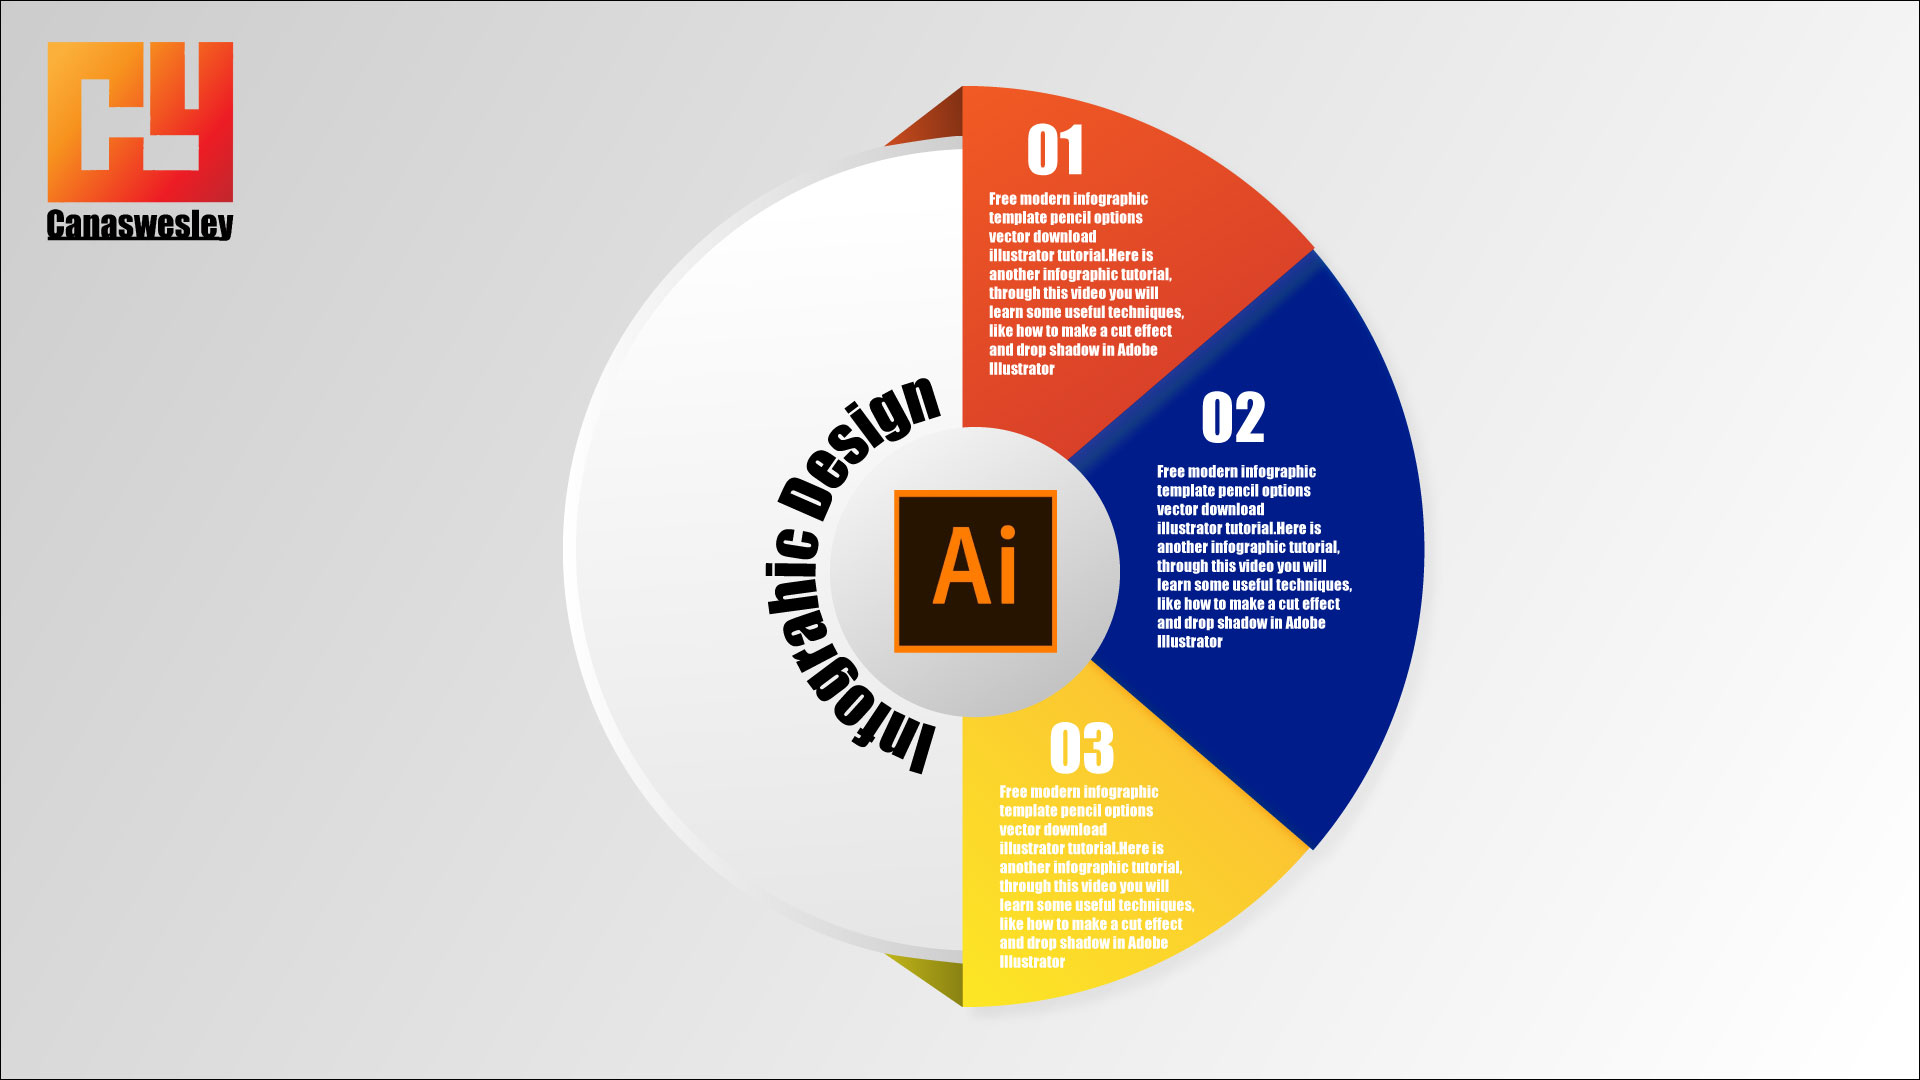 Canaswesley
Infograhic Design
Ai
01
Free modern infographic
template pencil options
vector download
illustrator tutorial.Here is
another infographic tutorial,
through this video you will
learn some useful techniques,
like how to make a cut effect
and drop shadow in Adobe
Illustrator
02
Free modern infographic
template pencil options
vector download
illustrator tutorial.Here is
another infographic tutorial,
through this video you will
learn some useful techniques,
like how to make a cut effect
and drop shadow in Adobe
Illustrator
03
Free modern infographic
template pencil options
vector download
illustrator tutorial.Here is
another infographic tutorial,
through this video you will
learn some useful techniques,
like how to make a cut effect
and drop shadow in Adobe
Illustrator